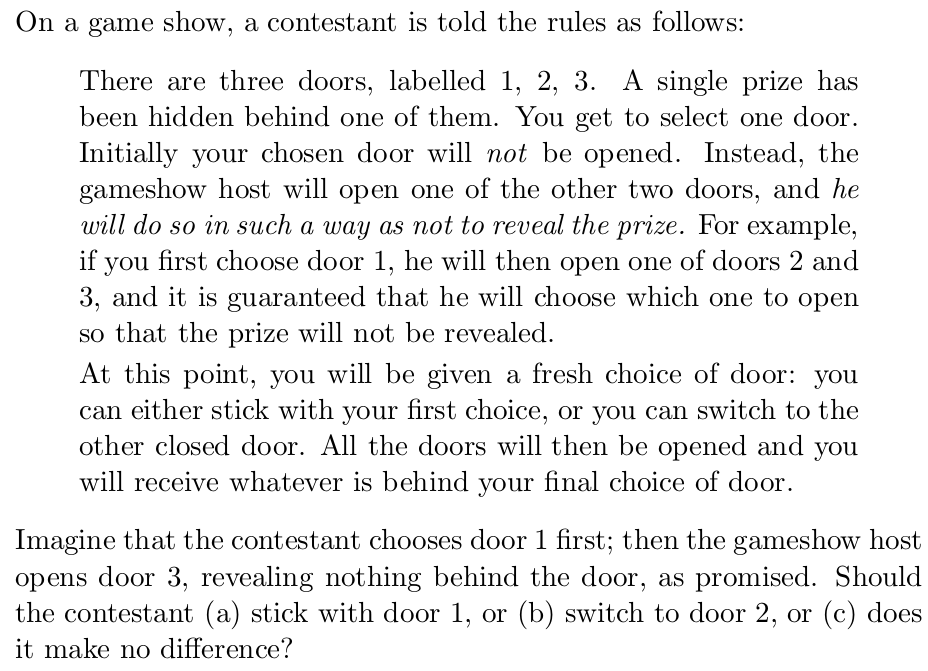 On a game show, a contestant is told the rules as follows:
There are three doors, labelled 1, 2, 3. A single prize has
been hidden behind one of them. You get to select one door.
Initially your chosen door will not be opened. Instead, the
gameshow host will open one of the other two doors, and he
will do so in such a way as not to reveal the prize. For example,
if you first choose door 1, he will then open one of doors 2 and
3, and it is guaranteed that he will choose which one to open
so that the prize will not be revealed.
At this point, you will be given a fresh choice of door: you
can either stick with your first choice, or you can switch to the
other closed door. All the doors will then be opened and you
will receive whatever is behind your final choice of door.
Imagine that the contestant chooses door 1 first; then the gameshow host
opens door 3, revealing nothing behind the door, as promised. Should
the contestant (a) stick with door 1, or (b) switch to door 2, or (c) does
it make no difference?